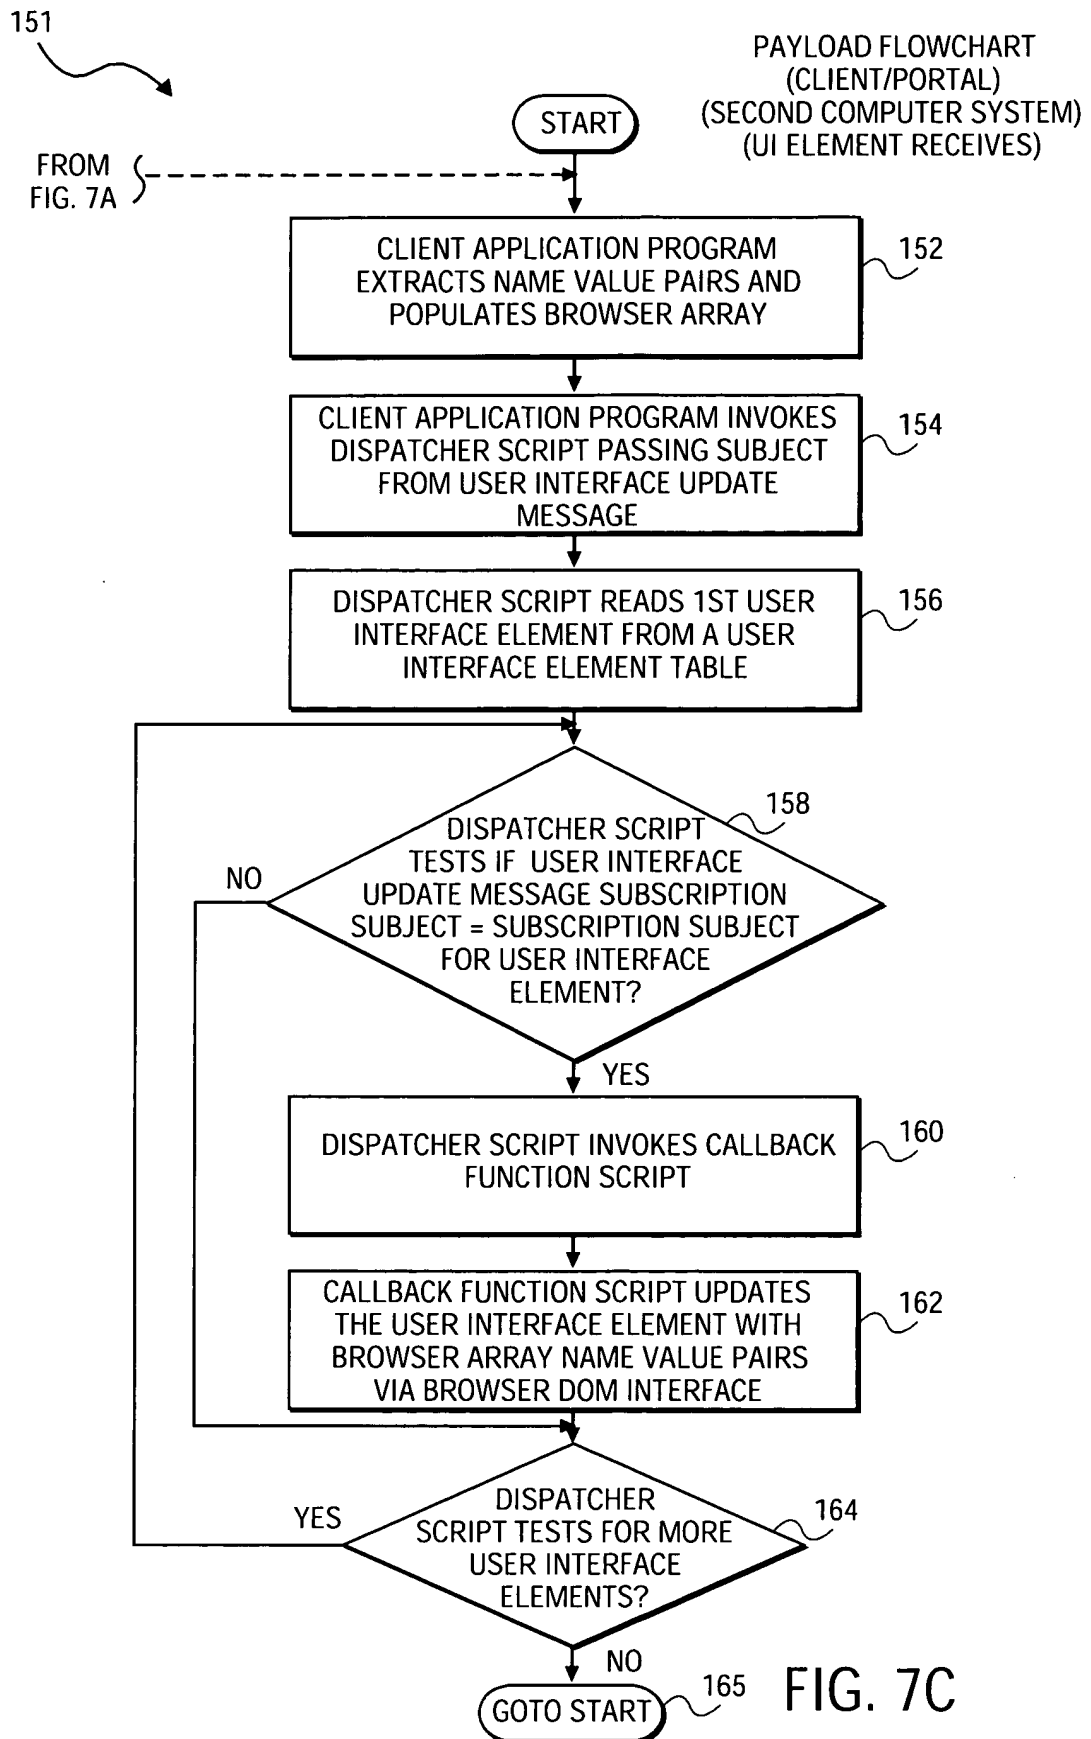 151
PAYLOAD FLOWCHART
(CLIENT/PORTAL)
(SECOND COMPUTER SYSTEM)
(UI ELEMENT RECEIVES)
START
FROM
FIG. 7A
CLIENT APPLICATION PROGRAM
EXTRACTS NAME VALUE PAIRS AND
POPULATES BROWSER ARRAY
152
CLIENT APPLICATION PROGRAM INVOKES
DISPATCHER SCRIPT PASSING SUBJECT
FROM USER INTERFACE UPDATE
MESSAGE
154
DISPATCHER SCRIPT READS 1ST USER
INTERFACE ELEMENT FROM A USER
INTERFACE ELEMENT TABLE
156
DISPATCHER SCRIPT
TESTS IF USER INTERFACE
UPDATE MESSAGE SUBSCRIPTION
SUBJECT = SUBSCRIPTION SUBJECT
FOR USER INTERFACE
ELEMENT?
158
NO
YES
DISPATCHER SCRIPT INVOKES CALLBACK
FUNCTION SCRIPT
160
CALLBACK FUNCTION SCRIPT UPDATES
THE USER INTERFACE ELEMENT WITH
BROWSER ARRAY NAME VALUE PAIRS
VIA BROWSER DOM INTERFACE
162
DISPATCHER
SCRIPT TESTS FOR MORE
USER INTERFACE
ELEMENTS?
164
YES
NO
GOTO START
165
FIG. 7C